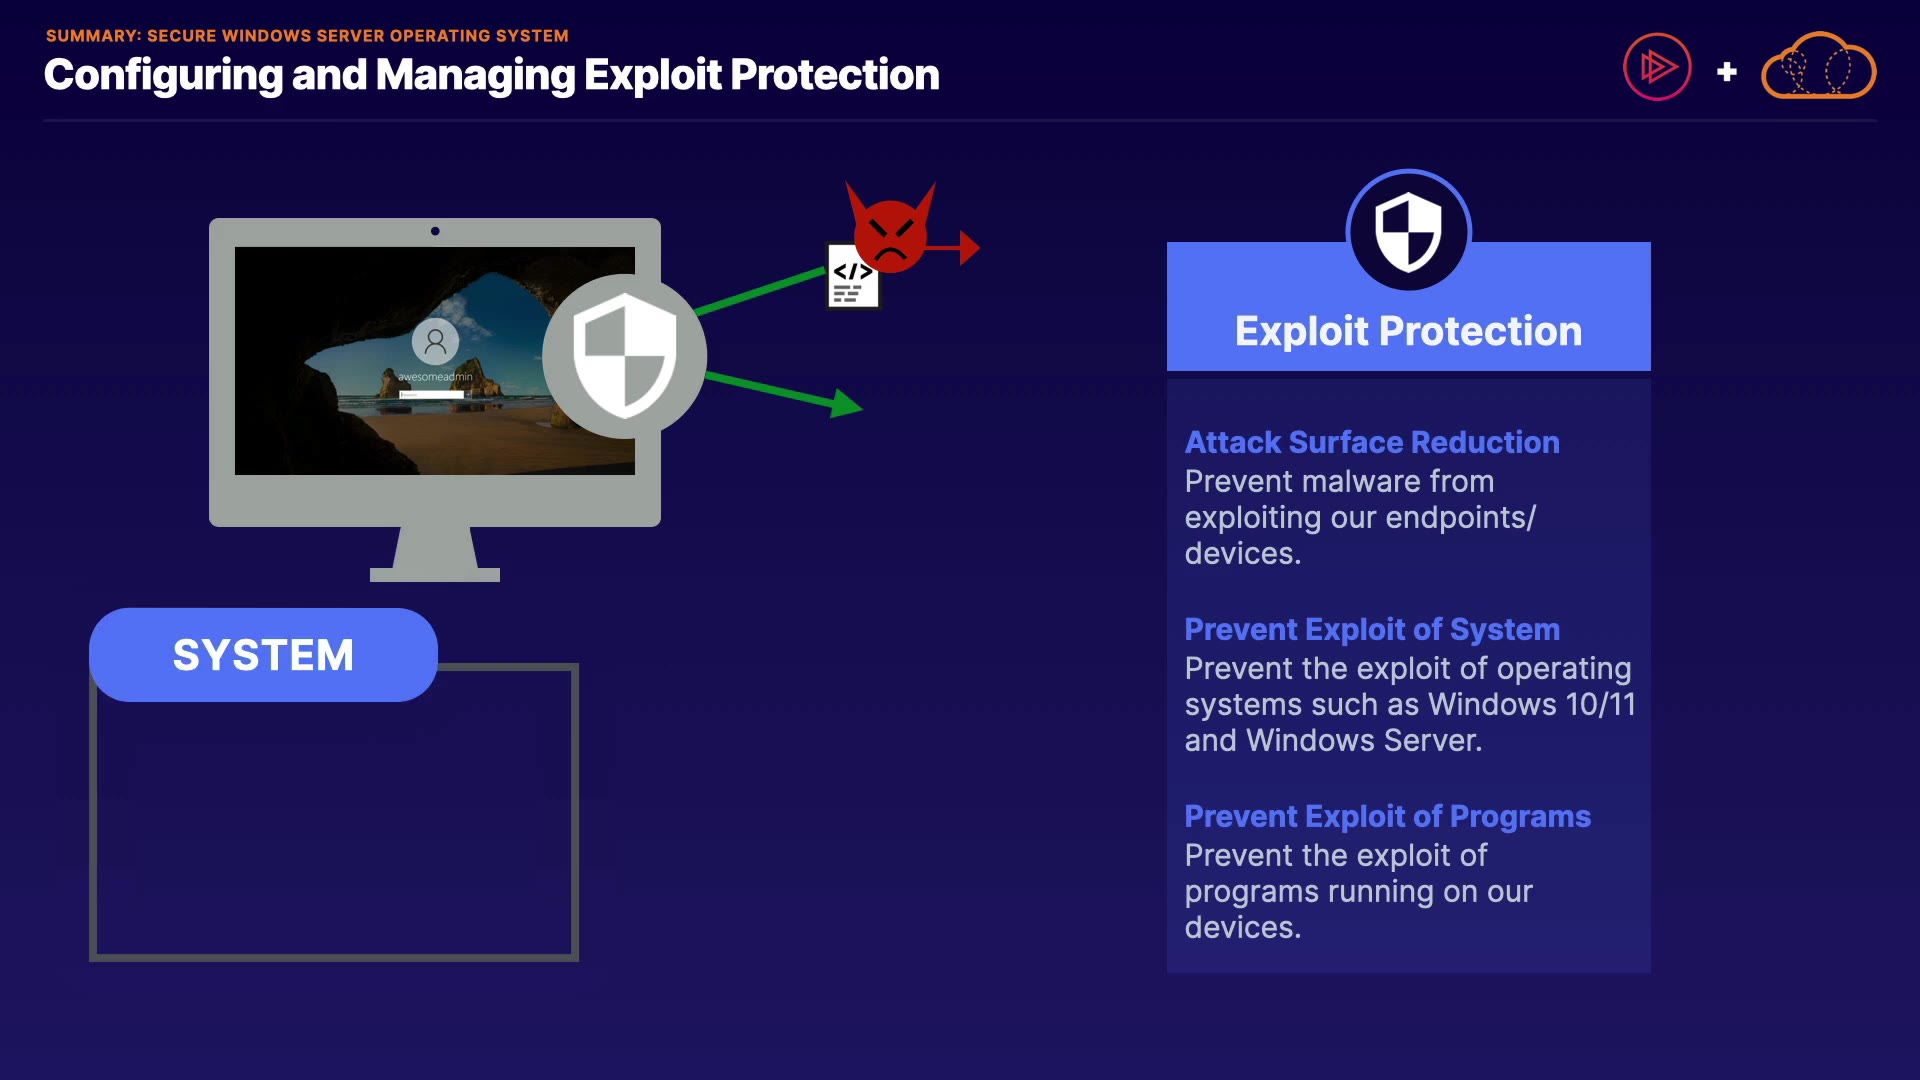 SUMMARY: SECURE WINDOWS SERVER OPERATING SYSTEM
Configuring and Managing Exploit Protection
+
</>
awesomeadmin
SYSTEM
Exploit Protection
Attack Surface Reduction
Prevent malware from
exploiting our endpoints/
devices.
Prevent Exploit of System
Prevent the exploit of operating
systems such as Windows 10/11
and Windows Server.
Prevent Exploit of Programs
Prevent the exploit of
programs running on our
devices.